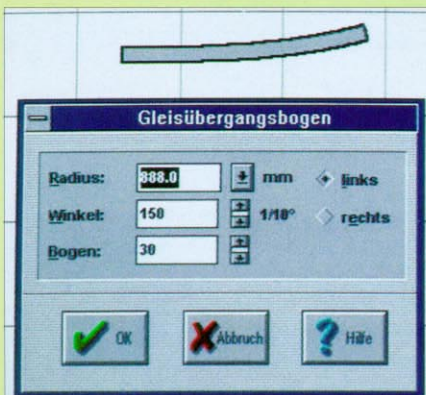 Gleisübergangsbogen
Radius: 888.0 mm links
Winkel: 150 1/10° rechts
Bogen: 30
OK Abbruch Hilfe